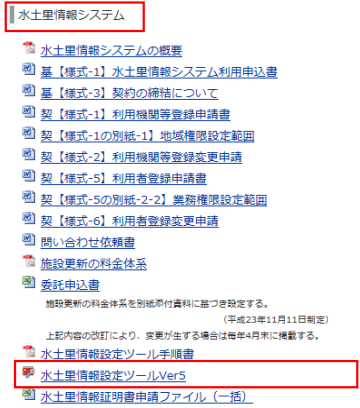 水土里情報システム
水土里情報システムの概要
基【様式-1】水土里情報システム利用申込書
基【様式-3】契約の締結について
契【様式-1】利用機関等登録申請書
契【様式-1の別紙-1】地域権限設定範囲
契【様式-2】利用機関等登録変更申請
契【様式-5】利用者登録申請書
契【様式-5の別紙-2-2】業務権限設定範囲
契【様式-6】利用者登録変更申請
問い合わせ依頼書
施設更新の料金体系
委託申込書
施設更新の料金体系を別紙添付資料に基づき設定する。
(平成23年11月11日制定)
上記内容の改訂により、変更が生ずる場合は毎年4月末に掲載する。
水土里情報設定ツール手順書
水土里情報設定ツールVer5
水土里情報証明書申請ファイル（一括）